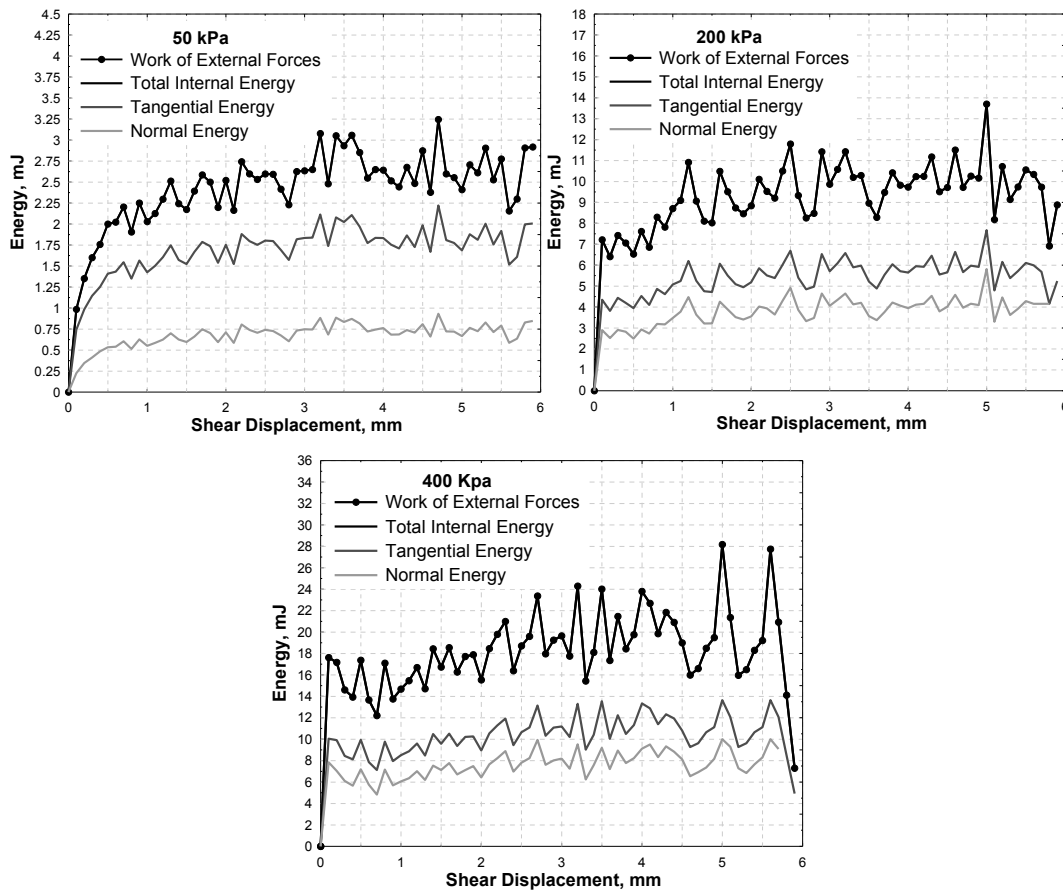 50 kPa
Work of External Forces
Total Internal Energy
Tangential Energy
Normal Energy
Energy, mJ
4.5
4.25
4
3.75
3.5
3.25
3
2.75
2.5
2.25
2
1.75
1.5
1.25
1
0.75
0.5
0.25
0
0 1 2 3 4 5 6
Shear Displacement, mm
200 kPa
Work of External Forces
Total Internal Energy
Tangential Energy
Normal Energy
Energy, mJ
18
17
16
15
14
13
12
11
10
9
8
7
6
5
4
3
2
1
0
0 1 2 3 4 5 6
Shear Displacement, mm
400 Kpa
Work of External Forces
Total Internal Energy
Tangential Energy
Normal Energy
Energy, mJ
36
34
32
30
28
26
24
22
20
18
16
14
12
10
8
6
4
2
0
0 1 2 3 4 5 6
Shear Displacement, mm